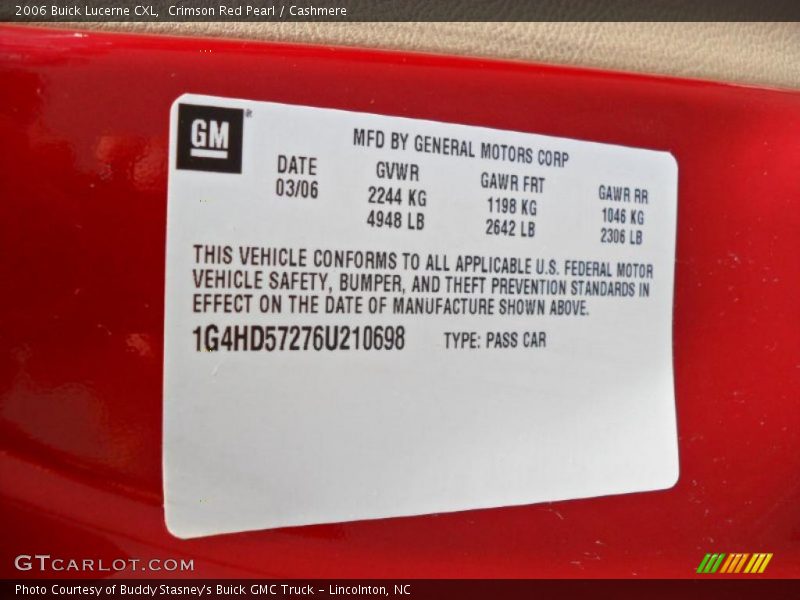 2006 Buick Lucerne CXL,  Crimson Red Pearl / Cashmere
GM®
MFD BY GENERAL MOTORS CORP
DATE GVWR GAWR FRT GAWR RR
03/06 2244 KG 1198 KG 1046 KG
4948 LB 2642 LB 2306 LB
THIS VEHICLE CONFORMS TO ALL APPLICABLE U.S. FEDERAL MOTOR
VEHICLE SAFETY, BUMPER, AND THEFT PREVENTION STANDARDS IN
EFFECT ON THE DATE OF MANUFACTURE SHOWN ABOVE.
1G4HD57276U210698 TYPE: PASS CAR
GTCARLOT.COM
Photo Courtesy of Buddy Stasney's Buick GMC Truck - Lincolnton, NC